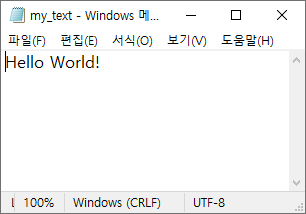 my_text - Windows 메...
파일(F) 편집(E) 서식(O) 보기(V) 도움말(H)
Hello World!
100% Windows (CRLF) UTF-8